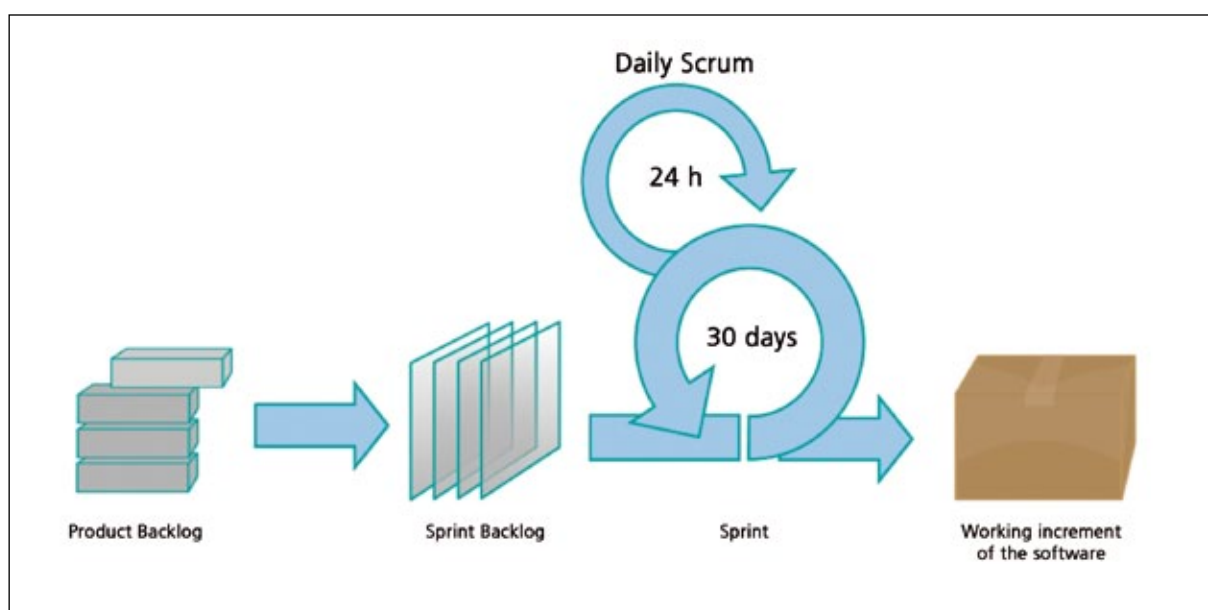 Daily Scrum
24 h
30 days
Product Backlog
Sprint Backlog
Sprint
Working increment
of the software